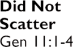 Did Not
Scatter
Gen 11:1-4